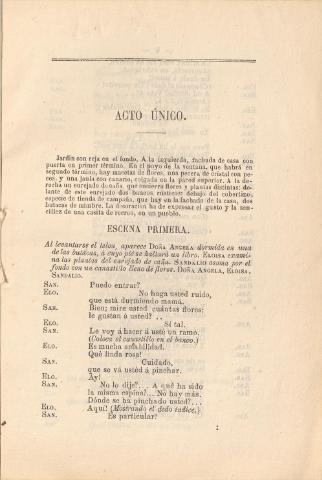 ACTO ÚNICO.
Jardin con reja en el fondo. A la izquierda, fachada de casa con
puerta en primer término. En el poyo de la ventana, que habrá en
segundo término, hay macetas de flores, una pecera de cristal con pe-
ces, y una jaula con canario, colgada en la pared superior. A la de-
recha un enrejado de caña, que encierra flores y plantas distintas: de-
lante de este enrejado dos bancos rústicos: debajo del cobertizo,
especie de tienda de campaña, que hay en la fachada de la casa, dos
butacas de mimbre. La decoracion ha de expresar el gusto y la sen-
cillez de una casita de recreo, en un pueblo.
ESCENA PRIMERA.
Al levantarse el telon, aparece DOÑA ANGELA dormida en una
de las butacas, á cuyo pié se hallará un libro. ELOISA exami-
na las plantas del enrejado de caña. SANDALIO asoma por el
fondo con un canastillo lleno de flores. DOÑA ANGELA, ELOISA,
SANDALIO.
SAN. Puedo entrar?
ELO. No haga usted ruido,
que está durmiendo mamá.
SAN. Bien; mire usted cuántas flores:
le gustan á usted?..
ELO. Sí tal.
SAN. Le voy á hacer á usté un ramo.
(Coloca el canastillo en el banco.)
ELO. Es mucha amabilidad.
Qué linda rosa!
SAN. Cuidado,
que se vá usted á pinchar.
ELO. Ay!
SAN. No lo dije?... A qué ha sido
la misma espina?... No hay más.
Dónde se ha pinchado usted?...
ELO. Aquí! (Mostrando el dedo índice.)
SAN. Es particular?